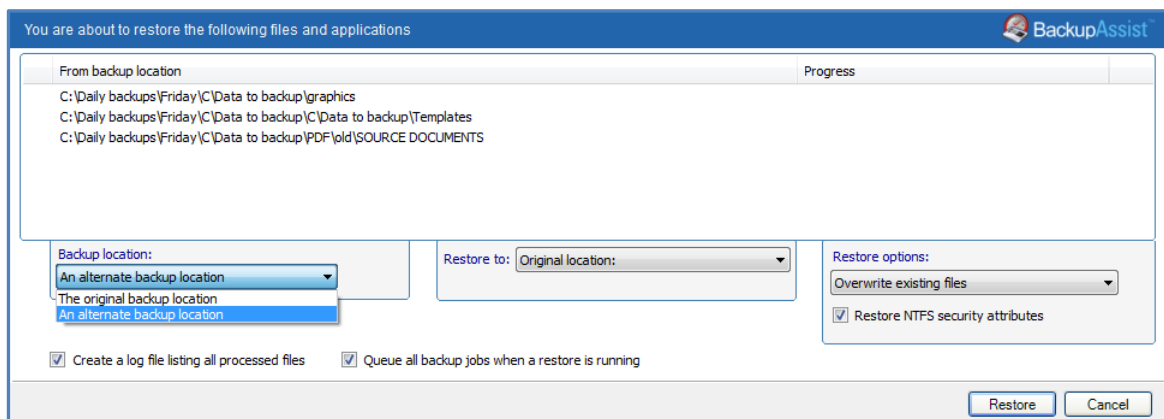 You are about to restore the following files and applications
BackupAssist™
From backup location Progress
C:\Daily backups\Friday\C\Data to backup\graphics
C:\Daily backups\Friday\C\Data to backup\C\Data to backup\Templates
C:\Daily backups\Friday\C\Data to backup\PDF\old\SOURCE DOCUMENTS
Backup location:
An alternate backup location
The original backup location
An alternate backup location
Restore to: Original location:
Restore options:
Overwrite existing files
Restore NTFS security attributes
Create a log file listing all processed files Queue all backup jobs when a restore is running
Restore Cancel